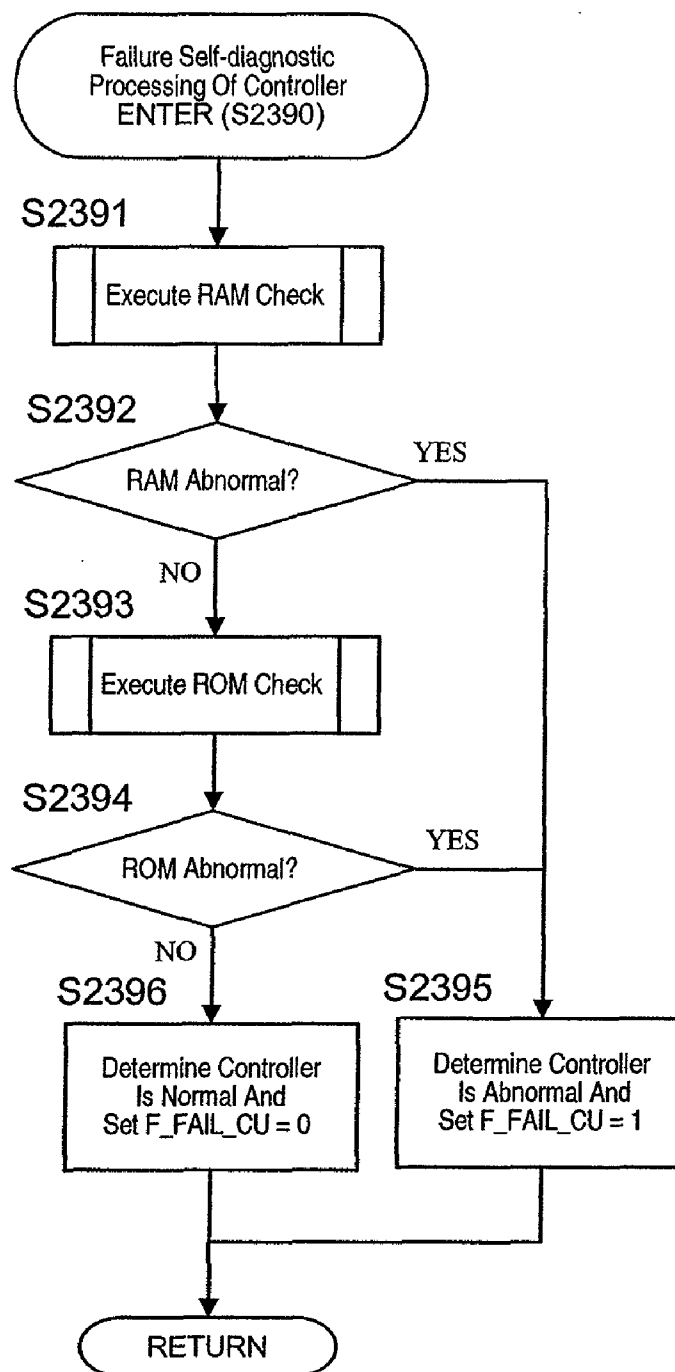 Failure Self-diagnostic
Processing Of Controller
ENTER (S2390)
S2391
Execute RAM Check
S2392
RAM Abnormal?
YES
NO
S2393
Execute ROM Check
S2394
ROM Abnormal?
YES
NO
S2396
Determine Controller
Is Normal And
Set F_FAIL_CU = 0
S2395
Determine Controller
Is Abnormal And
Set F_FAIL_CU = 1
RETURN